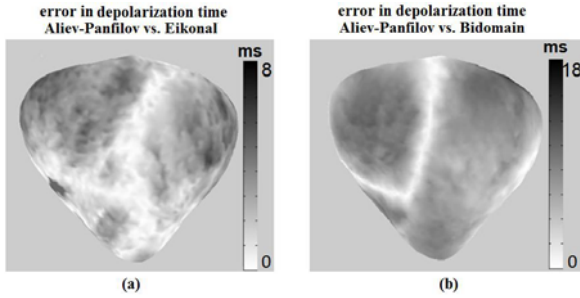 error in depolarization time
Aliev-Panfilov vs. Eikonal
ms
8
0
(a)
error in depolarization time
Aliev-Panfilov vs. Bidomain
ms
18
0
(b)